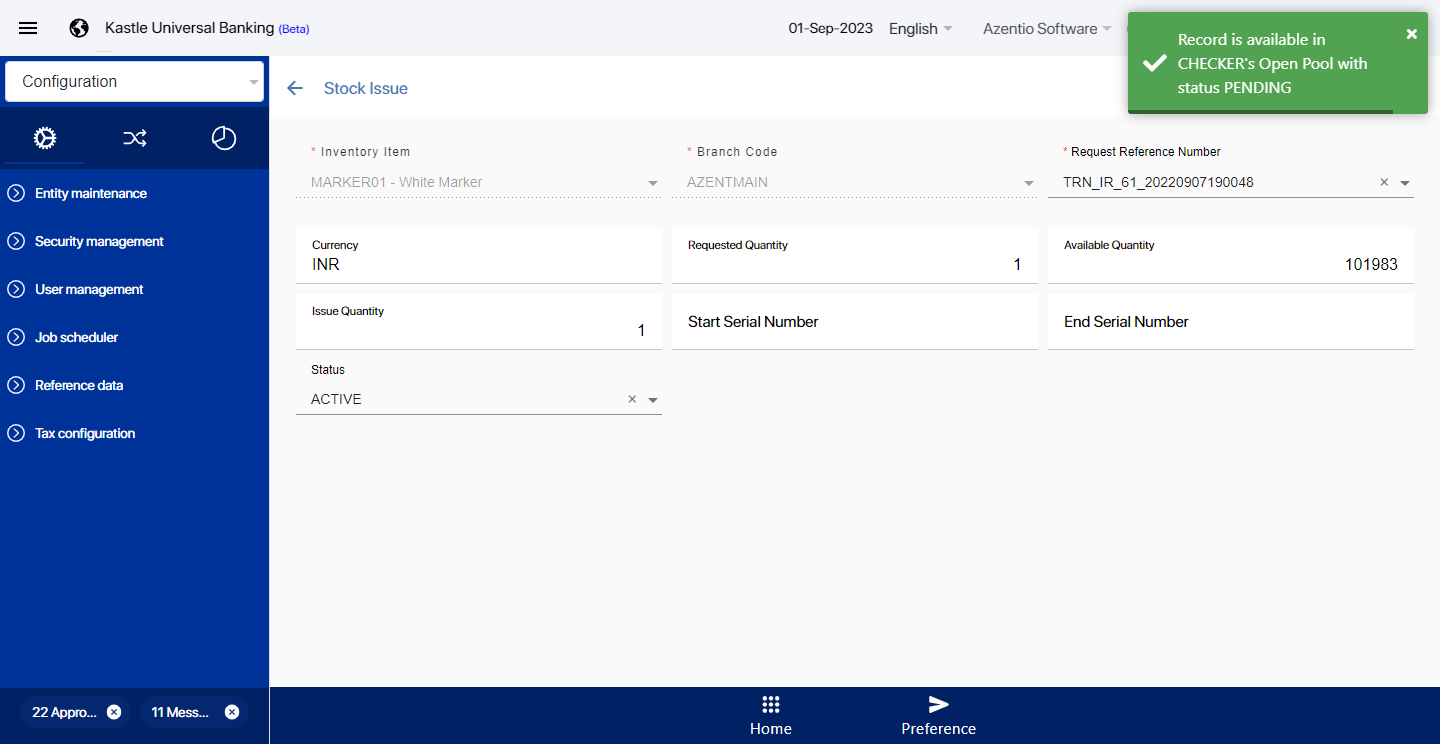 Kastle Universal Banking (Beta)
01-Sep-2023
English
Azentio Software
Record is available in
CHECKER's Open Pool with
status PENDING
Configuration
Stock Issue
Entity maintenance
Security management
User management
Job scheduler
Reference data
Tax configuration
* Inventory Item
MARKER01 - White Marker
* Branch Code
AZENTMAIN
* Request Reference Number
TRN_IR_61_20220907190048
Currency
INR
Requested Quantity
1
Available Quantity
101983
Issue Quantity
1
Start Serial Number
End Serial Number
Status
ACTIVE
22 Appro...
11 Mess...
Home
Preference